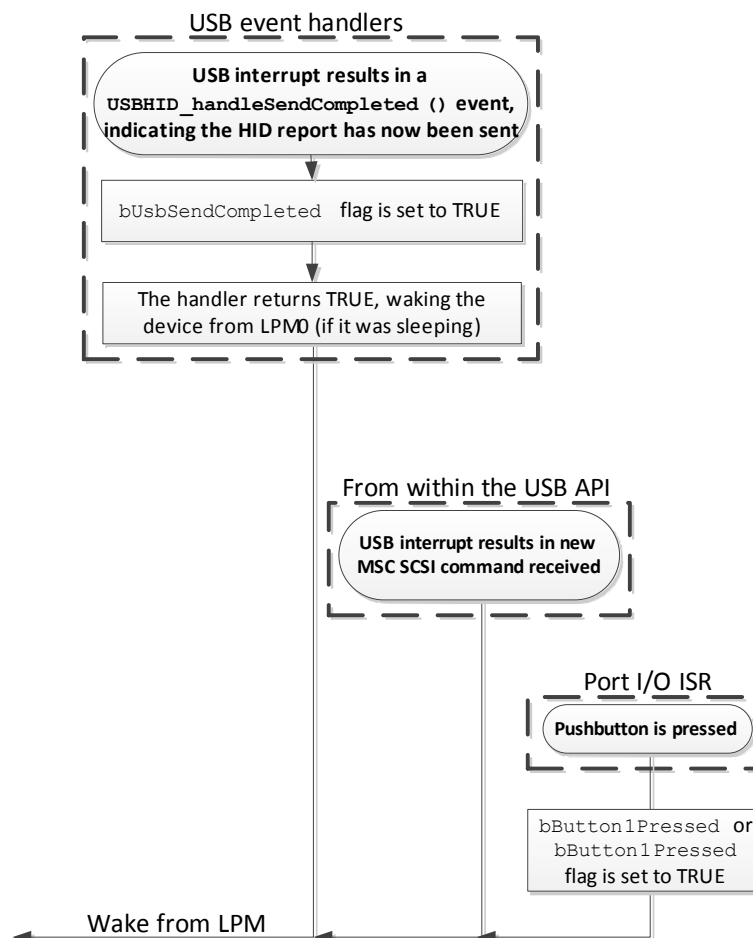 USB event handlers
USB interrupt results in a
USBHID_handleSendCompleted () event,
indicating the HID report has now been sent
bUsbSendCompleted flag is set to TRUE
The handler returns TRUE, waking the
device from LPM0 (if it was sleeping)
From within the USB API
USB interrupt results in new
MSC SCSI command received
Port I/O ISR
Pushbutton is pressed
bButton1Pressed or
bButton1Pressed
flag is set to TRUE
Wake from LPM